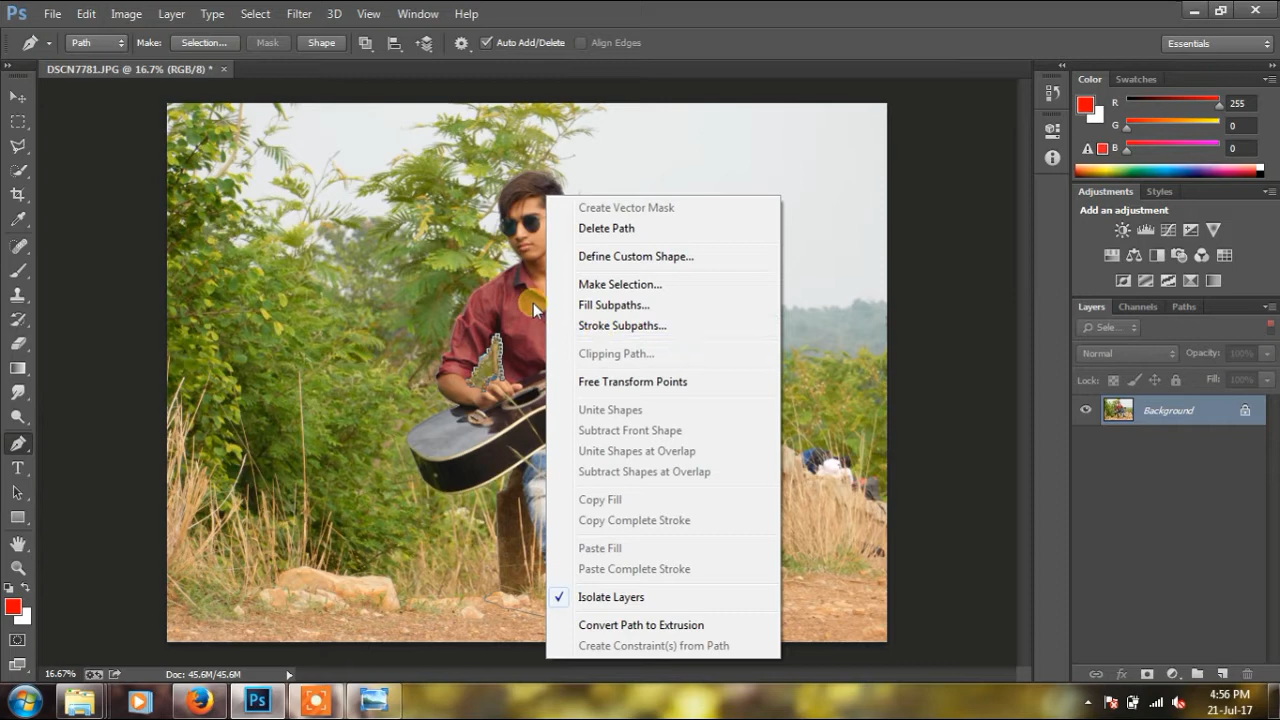 Ps File Edit Image Layer Type Select Filter 3D View Window Help
Path Make: Selection... Mask Shape Auto Add/Delete Align Edges Essentials
DSCN7781.JPG @ 16.7% (RGB/8) * ×
Color Swatches
R 255
G 0
B 0
Adjustments Styles
Add an adjustment
Layers Channels Paths
Sele...
Normal Opacity: 100%
Lock: Fill: 100%
Background
Create Vector Mask
Delete Path
Define Custom Shape...
Make Selection...
Fill Subpaths...
Stroke Subpaths...
Clipping Path...
Free Transform Points
Unite Shapes
Subtract Front Shape
Unite Shapes at Overlap
Subtract Shapes at Overlap
Copy Fill
Copy Complete Stroke
Paste Fill
Paste Complete Stroke
Isolate Layers
Convert Path to Extrusion
Create Constraint(s) from Path
16.67% Doc: 45.6M/45.6M
Ps
4:56 PM
21-Jul-17